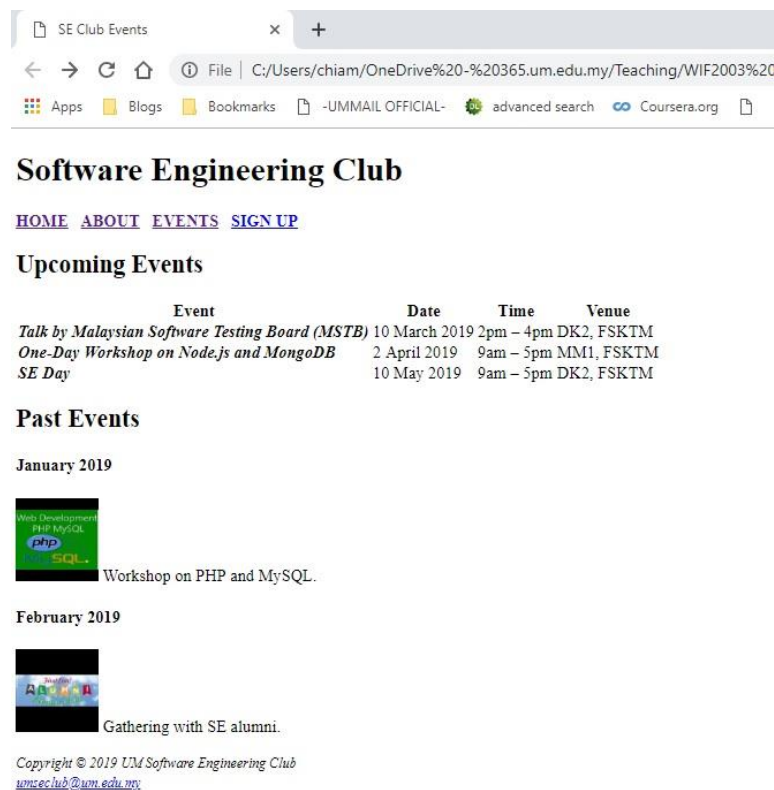 SE Club Events
File | C:/Users/chiam/OneDrive%20-%20365.um.edu.my/Teaching/WIF2003%20
Apps Blogs Bookmarks -UMMAIL OFFICIAL- advanced search Coursera.org
Software Engineering Club
HOME ABOUT EVENTS SIGN UP
Upcoming Events
Event Date Time Venue
Talk by Malaysian Software Testing Board (MSTB) 10 March 2019 2pm – 4pm DK2, FSKTM
One-Day Workshop on Node.js and MongoDB 2 April 2019 9am – 5pm MM1, FSKTM
SE Day 10 May 2019 9am – 5pm DK2, FSKTM
Past Events
January 2019
Web Development
PHP MySQL
php
MySQL.
Workshop on PHP and MySQL.
February 2019
ALUMNI
Gathering with SE alumni.
Copyright © 2019 UM Software Engineering Club
umseclub@um.edu.my